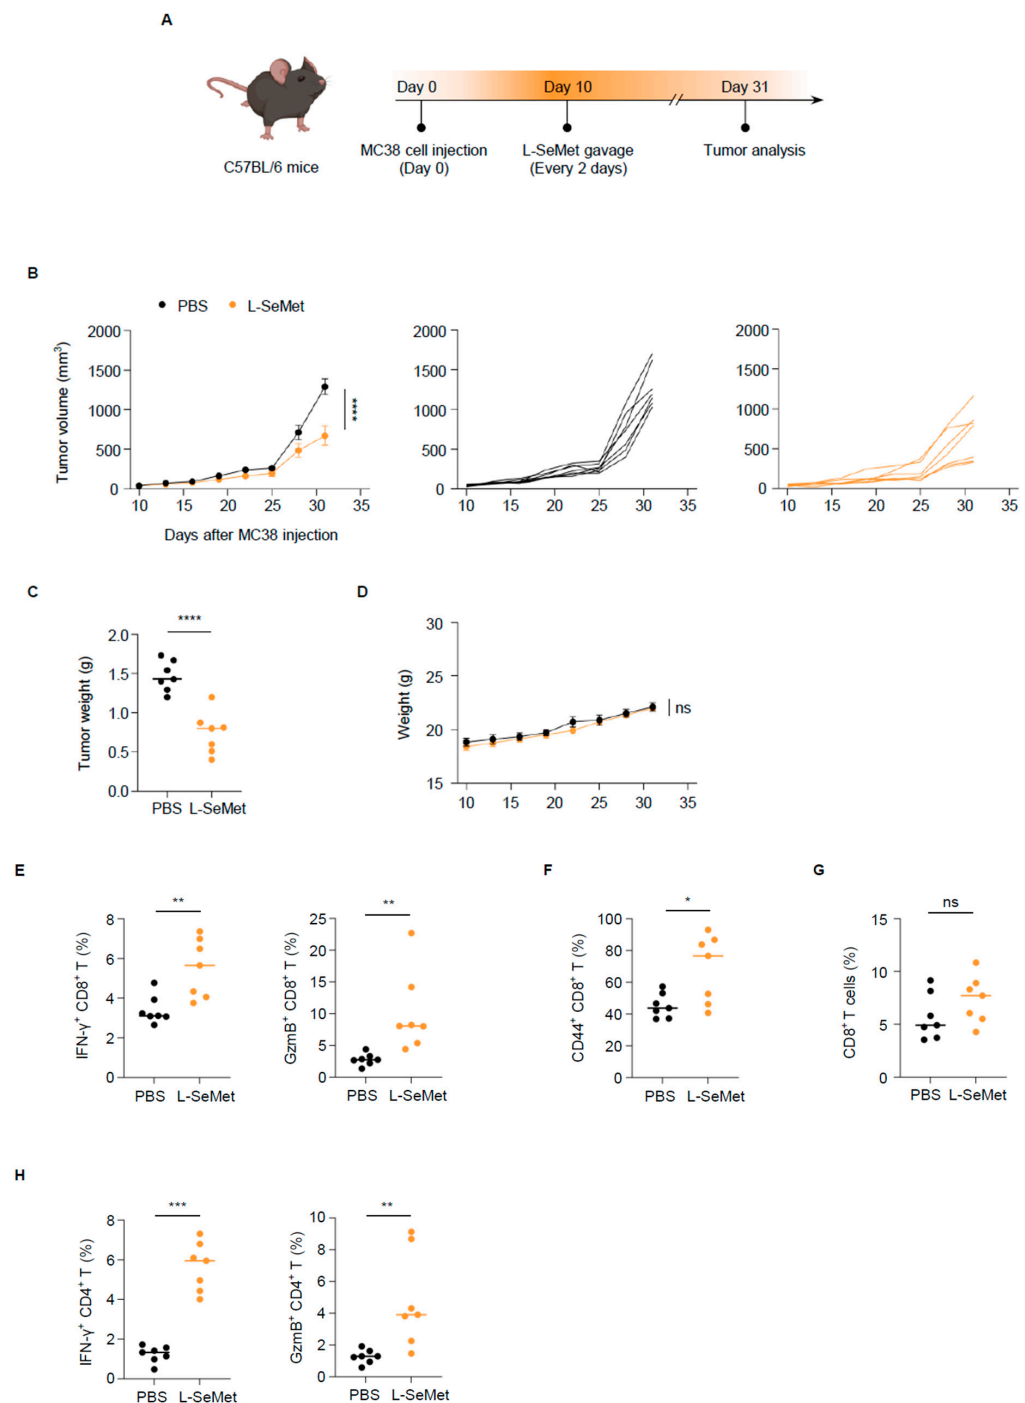 A
Day 0 Day 10 Day 31
MC38 cell injection
(Day 0)
L-SeMet gavage
(Every 2 days)
Tumor analysis
C57BL/6 mice
B
PBS L-SeMet
Tumor volume (mm³)
2000
1500
1000
500
0
10 15 20 25 30 35
****
Days after MC38 injection
2000
1500
1000
500
0
10 15 20 25 30 35
2000
1500
1000
500
0
10 15 20 25 30 35
C
****
Tumor weight (g)
2.0
1.5
1.0
0.5
0.0
PBS L-SeMet
D
Weight (g)
30
25
20
15
ns
10 15 20 25 30 35
E
**
IFN-γ⁺ CD8⁺ T (%)
8
6
4
2
0
PBS L-SeMet
**
GzmB⁺ CD8⁺ T (%)
25
20
15
10
5
0
PBS L-SeMet
F
*
CD44⁺ CD8⁺ T (%)
100
80
60
40
20
0
PBS L-SeMet
G
ns
CD8⁺ T cells (%)
15
10
5
0
PBS L-SeMet
H
***
IFN-γ⁺ CD4⁺ T (%)
8
6
4
2
0
PBS L-SeMet
**
GzmB⁺ CD4⁺ T (%)
10
8
6
4
2
0
PBS L-SeMet